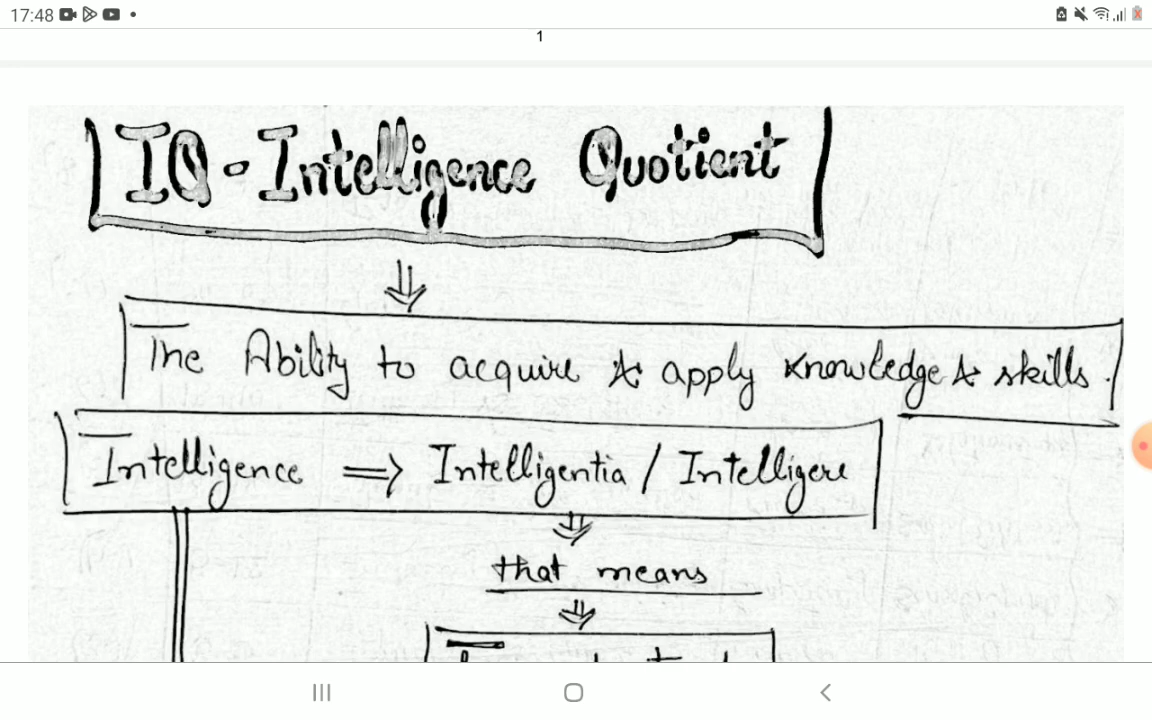 17:48
1
IQ - Intelligence Quotient
The Ability to acquire & apply knowledge & skills.
Intelligence => Intelligentia / Intelligere
that means